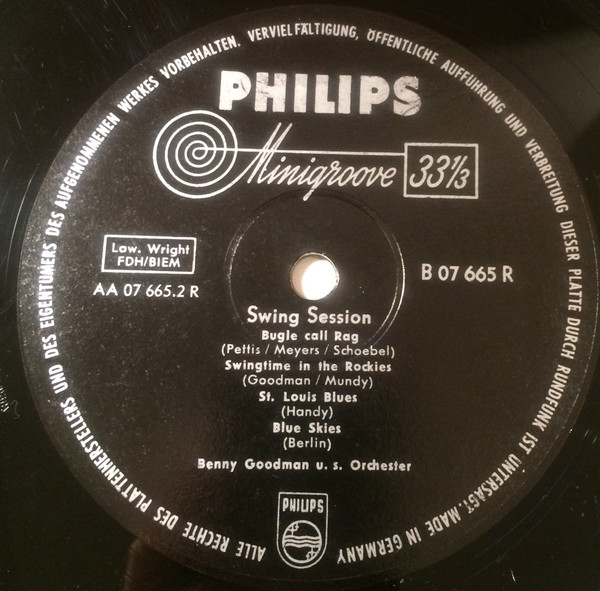 ALLE RECHTE DES PLATTENHERSTELLERS UND DES EIGENTÜMERS DES AUFGENOMMENEN WERKES VORBEHALTEN. VERVIELFÄLTIGUNG, ÖFFENTLICHE AUFFÜHRUNG UND VERBREITUNG DIESER PLATTE DURCH RUNDFUNK IST UNTERSAGT. MADE IN GERMANY
PHILIPS
Minigroove 33⅓
Law. Wright
FDH/BIEM
AA 07 665.2 R
B 07 665 R
Swing Session
Bugle call Rag
(Pettis / Meyers / Schoebel)
Swingtime in the Rockies
(Goodman / Mundy)
St. Louis Blues
(Handy)
Blue Skies
(Berlin)
Benny Goodman u. s. Orchester
PHILIPS